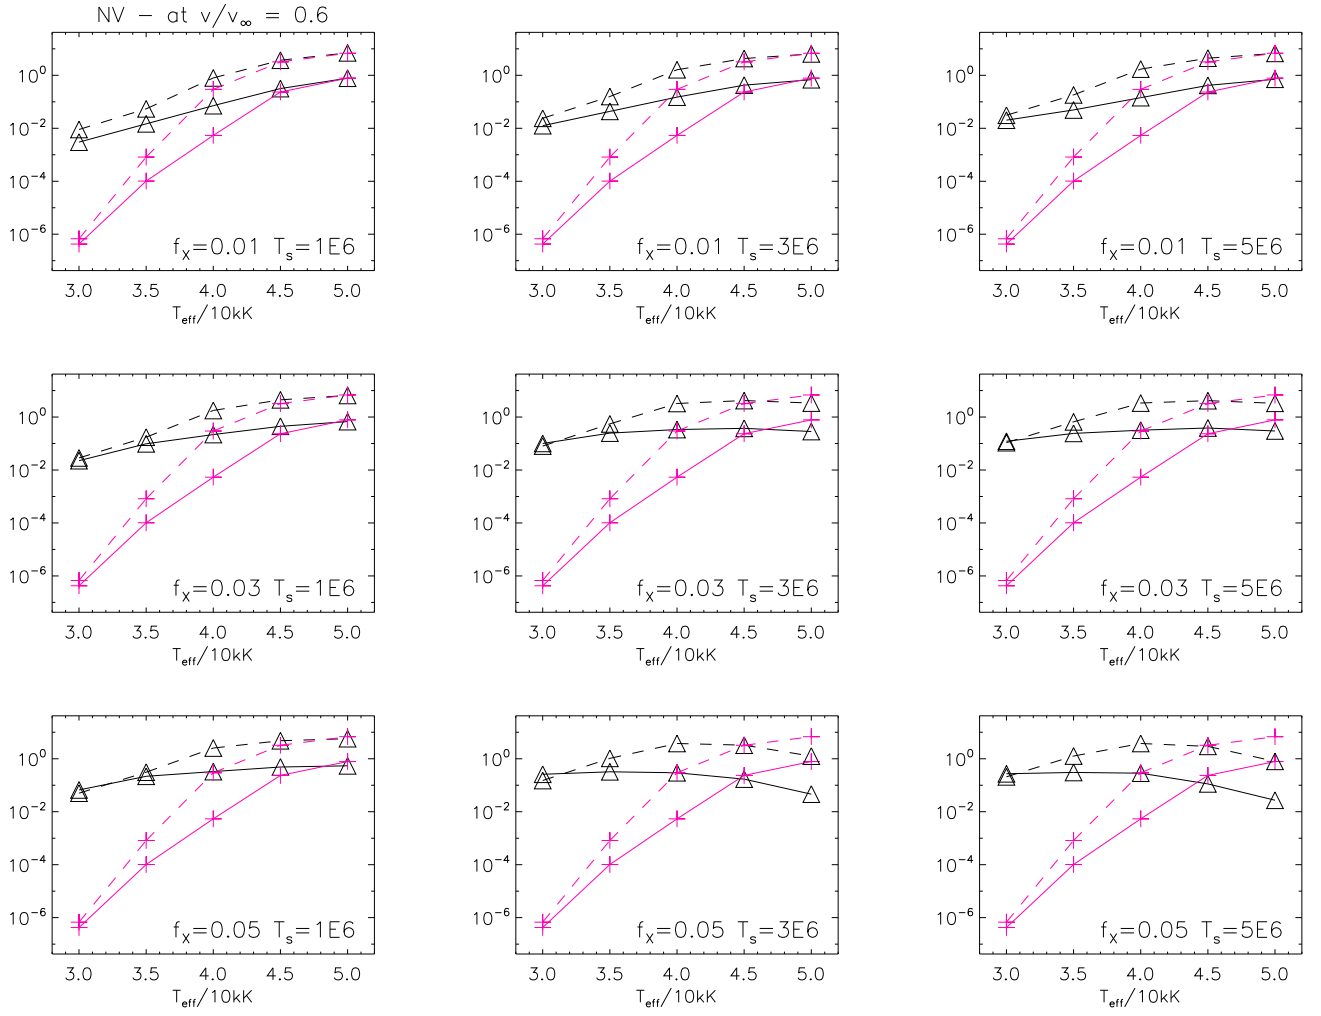 NV − at v/v∞ = 0.6
10⁰ 10⁰ 10⁰
10⁻² 10⁻² 10⁻²
10⁻⁴ 10⁻⁴ 10⁻⁴
10⁻⁶ 10⁻⁶ 10⁻⁶
fX=0.01 Ts=1E6 fX=0.01 Ts=3E6 fX=0.01 Ts=5E6
3.0 3.5 4.0 4.5 5.0 3.0 3.5 4.0 4.5 5.0 3.0 3.5 4.0 4.5 5.0
Teff/10kK Teff/10kK Teff/10kK
10⁰ 10⁰ 10⁰
10⁻² 10⁻² 10⁻²
10⁻⁴ 10⁻⁴ 10⁻⁴
10⁻⁶ 10⁻⁶ 10⁻⁶
fX=0.03 Ts=1E6 fX=0.03 Ts=3E6 fX=0.03 Ts=5E6
3.0 3.5 4.0 4.5 5.0 3.0 3.5 4.0 4.5 5.0 3.0 3.5 4.0 4.5 5.0
Teff/10kK Teff/10kK Teff/10kK
10⁰ 10⁰ 10⁰
10⁻² 10⁻² 10⁻²
10⁻⁴ 10⁻⁴ 10⁻⁴
10⁻⁶ 10⁻⁶ 10⁻⁶
fX=0.05 Ts=1E6 fX=0.05 Ts=3E6 fX=0.05 Ts=5E6
3.0 3.5 4.0 4.5 5.0 3.0 3.5 4.0 4.5 5.0 3.0 3.5 4.0 4.5 5.0
Teff/10kK Teff/10kK Teff/10kK